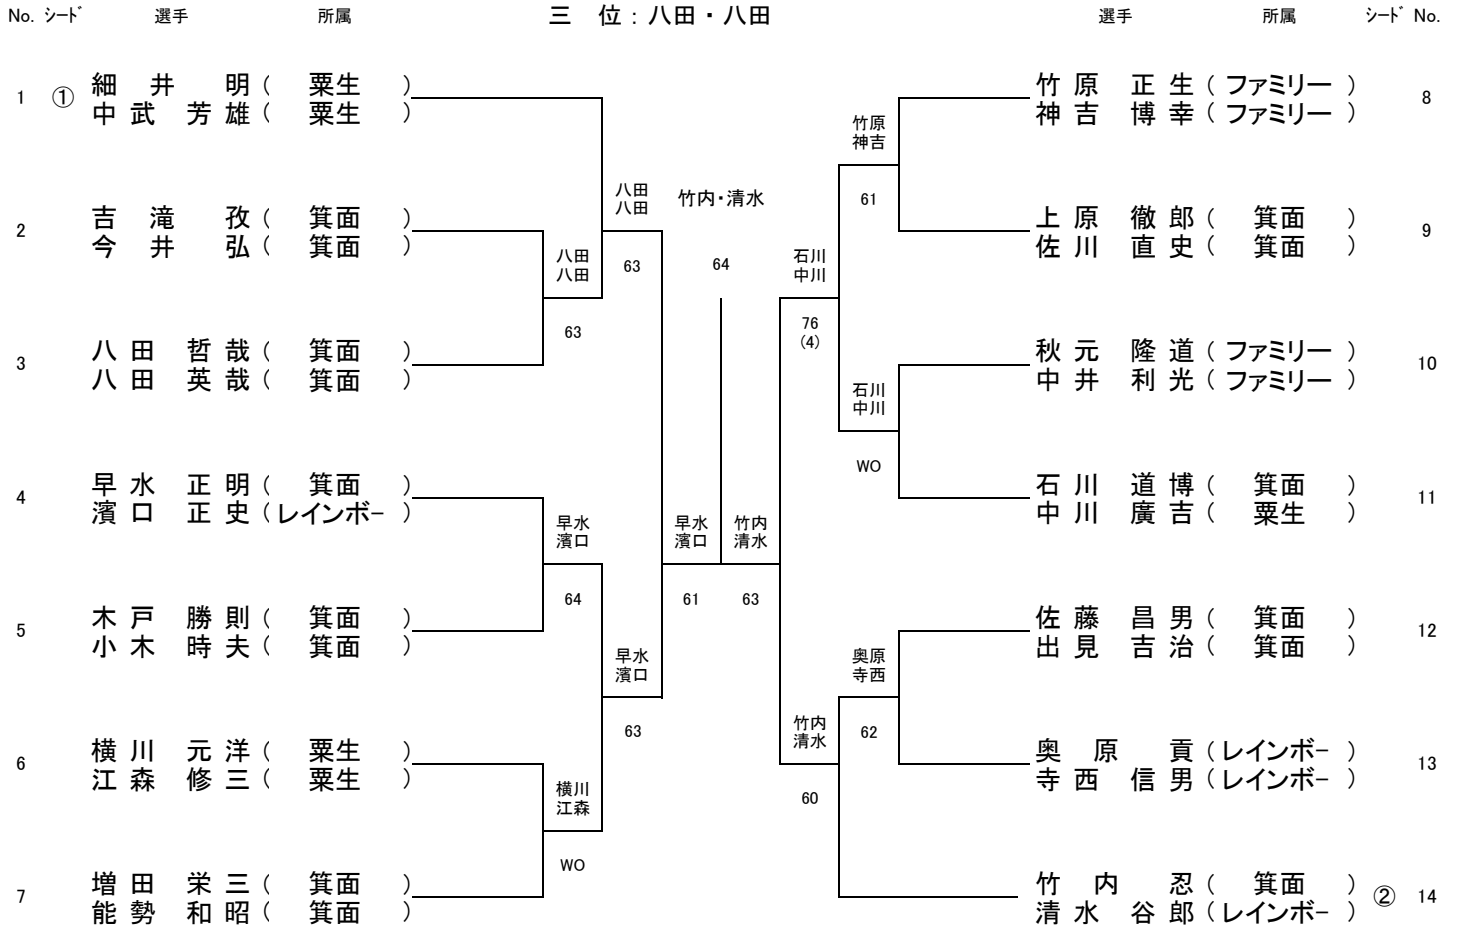 No. シード 選手 所属 三 位：八田・八田 選手 所属 シード No.
1 ① 細井 明（ 粟生 ）
中武 芳雄（ 粟生 ）
竹原 正生（ ファミリー ） 8
神吉 博幸（ ファミリー ）
竹原
神吉
61
八田
八田
63
竹内・清水
64
2 吉滝 孜（ 箕面 ）
今井 弘（ 箕面 ）
上原 徹郎（ 箕面 ） 9
佐川 直史（ 箕面 ）
八田
八田
63
石川
中川
76
(4)
3 八田 哲哉（ 箕面 ）
八田 英哉（ 箕面 ）
秋元 隆道（ ファミリー ） 10
中井 利光（ ファミリー ）
石川
中川
WO
4 早水 正明（ 箕面 ）
濱口 正史（ レインボー ）
石川 道博（ 箕面 ） 11
中川 廣吉（ 粟生 ）
早水
濱口
64
早水
濱口
61
竹内
清水
63
5 木戸 勝則（ 箕面 ）
小木 時夫（ 箕面 ）
佐藤 昌男（ 箕面 ） 12
出見 吉治（ 箕面 ）
早水
濱口
63
奥原
寺西
62
竹内
清水
60
6 横川 元洋（ 粟生 ）
江森 修三（ 粟生 ）
奥原 貢（ レインボー ） 13
寺西 信男（ レインボー ）
横川
江森
WO
7 増田 栄三（ 箕面 ）
能勢 和昭（ 箕面 ）
竹内 忍（ 箕面 ） ② 14
清水 谷郎（ レインボー ）